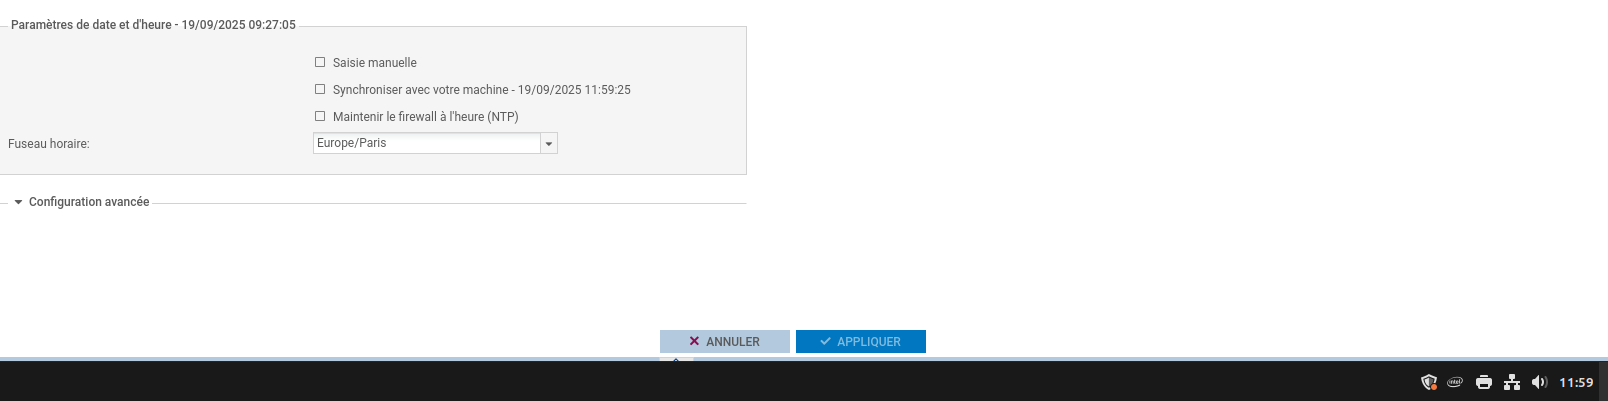 Paramètres de date et d'heure - 19/09/2025 09:27:05
Saisie manuelle
Synchroniser avec votre machine - 19/09/2025 11:59:25
Maintenir le firewall à l'heure (NTP)
Fuseau horaire: Europe/Paris
Configuration avancée
ANNULER APPLIQUER
intel 11:59